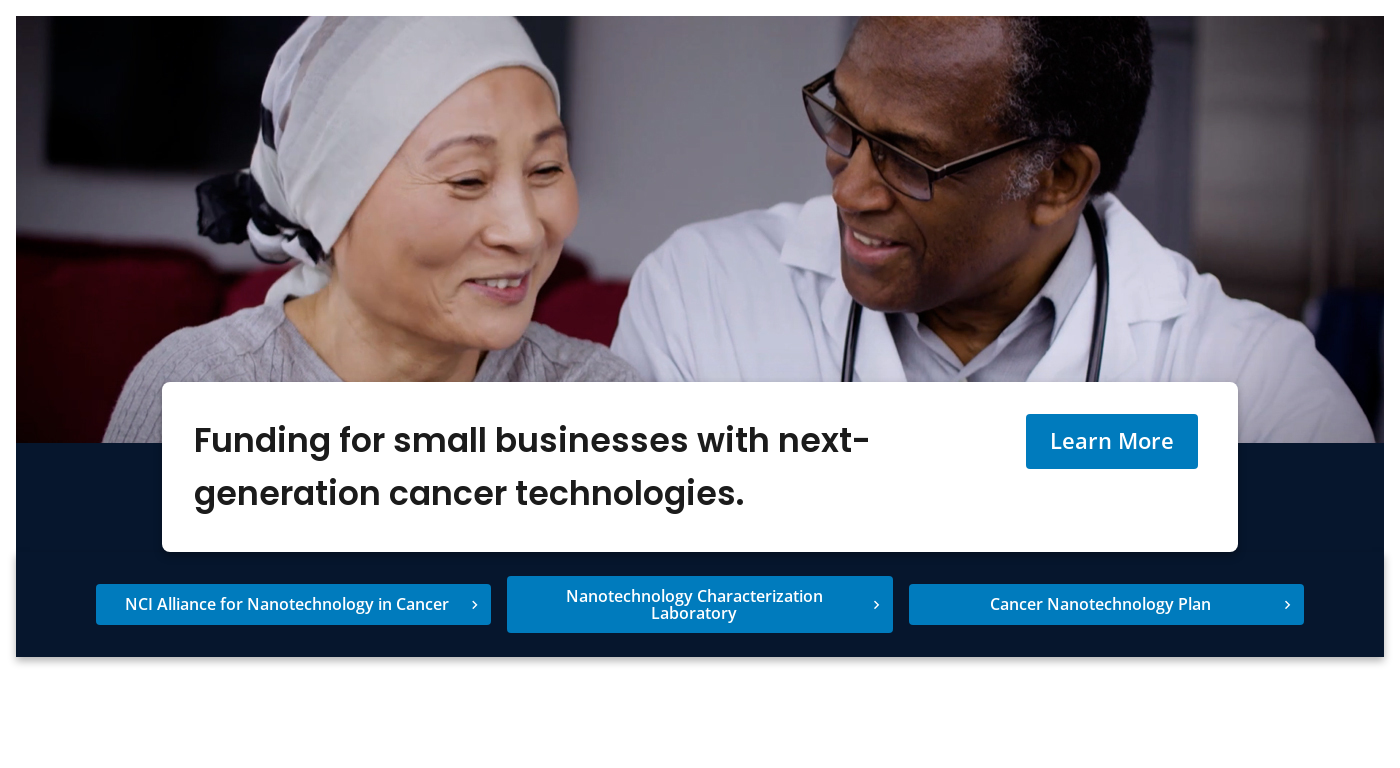 Funding for small businesses with next-
generation cancer technologies.
Learn More
NCI Alliance for Nanotechnology in Cancer
Nanotechnology Characterization
Laboratory
Cancer Nanotechnology Plan